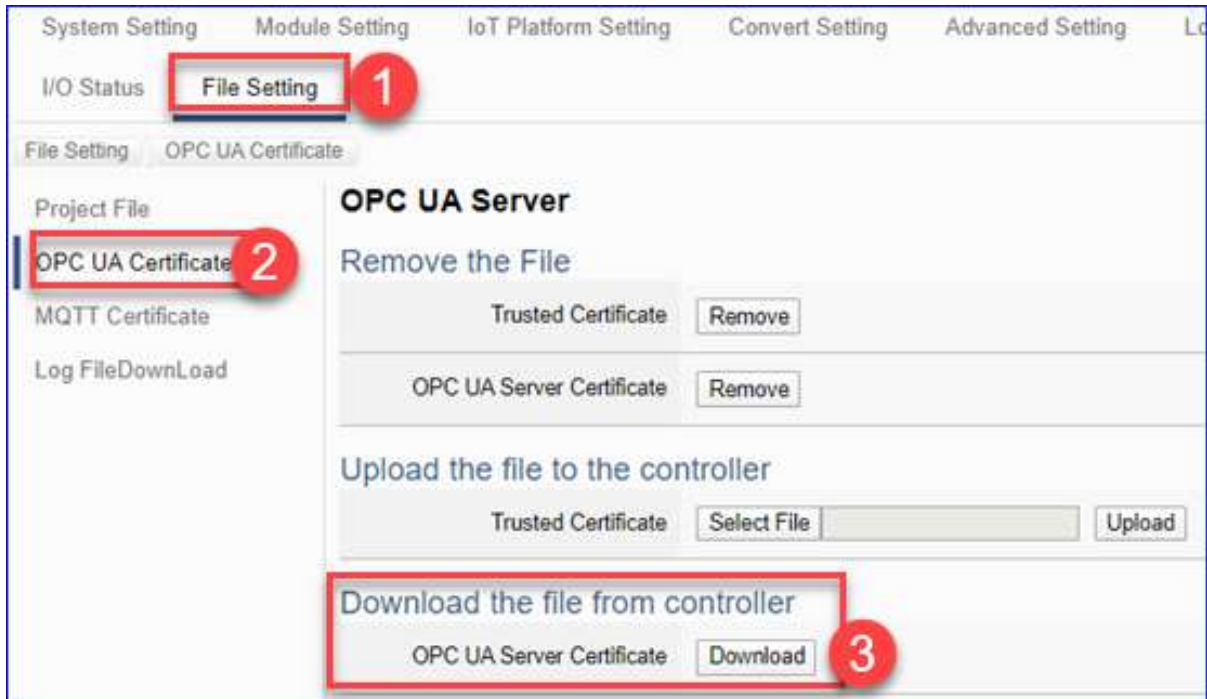 System Setting Module Setting IoT Platform Setting Convert Setting Advanced Setting
I/O Status File Setting 1
File Setting OPC UA Certificate
Project File
OPC UA Certificate 2
MQTT Certificate
Log FileDownLoad
OPC UA Server
Remove the File
Trusted Certificate Remove
OPC UA Server Certificate Remove
Upload the file to the controller
Trusted Certificate Select File Upload
Download the file from controller
OPC UA Server Certificate Download 3